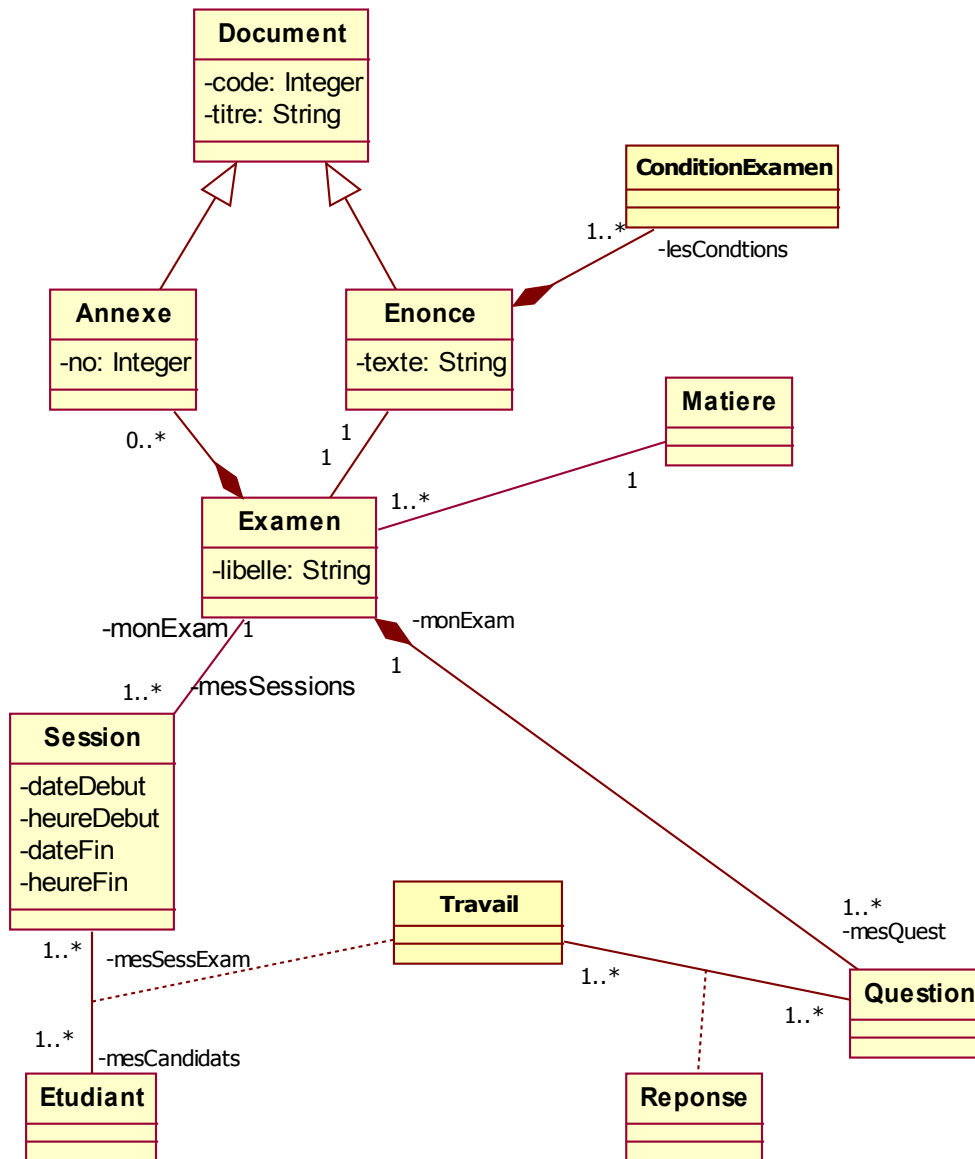 Document
-code: Integer
-titre: String
ConditionExamen
1..*
-lesCondtions
Annexe
-no: Integer
Enonce
-texte: String
Matiere
0..*
1
1
1..*
1
Examen
-libelle: String
-monExam
1
-monExam
1
1..*
-mesSessions
Session
-dateDebut
-heureDebut
-dateFin
-heureFin
Travail
1..*
-mesQuest
1..*
-mesSessExam
1..*
1..*
Question
1..*
-mesCandidats
Etudiant
Reponse